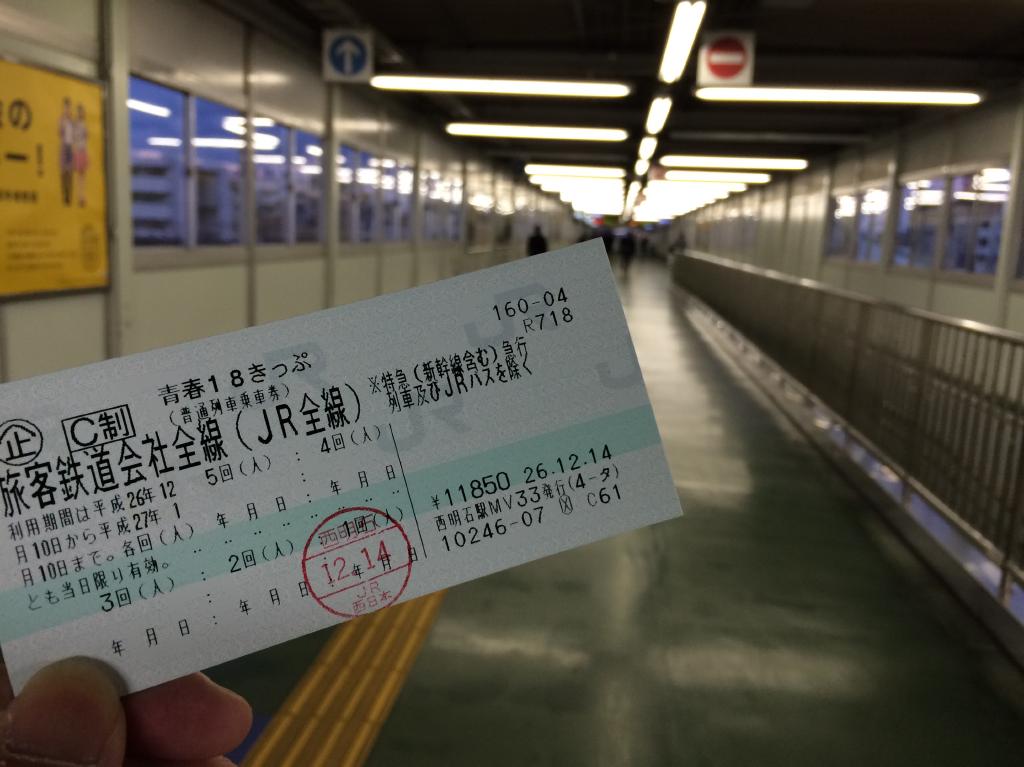 の
ー！
160-04
R718
青春１８きっぷ
(普通列車乗車券)
※特急(新幹線含む)急行
列車及びJRバスを除く
企 C制
旅客鉄道会社全線(JR全線)
利用期間は平成26年12
月10日から平成27年 1
月10日まで。各回(人)
とも当日限り有効。
5回(人) : 4回(人)
年 月 日 : 年 月 日
3回(人) : 2回(人) : 1回(人)
年 月 日 : 年 月 日 : 年 月 日
西明石
12.14
JR
西日本
￥11850 26.12.14
西明石駅MV33発行(4-タ)
10246-07 C61